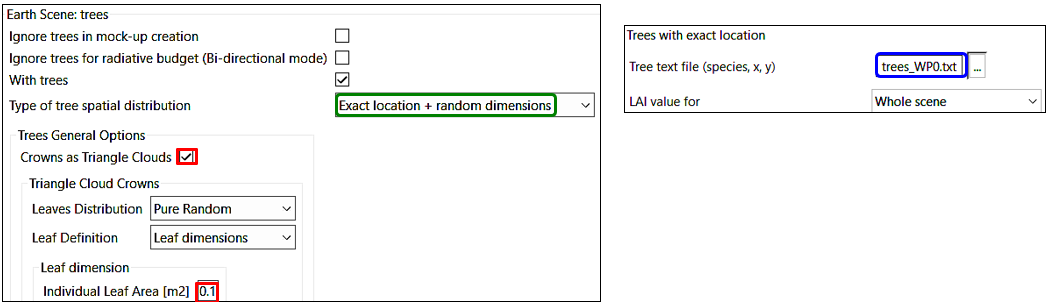 Earth Scene: trees
Ignore trees in mock-up creation
Ignore trees for radiative budget (Bi-directional mode)
With trees
Type of tree spatial distribution Exact location + random dimensions
Trees General Options
Crowns as Triangle Clouds
Triangle Cloud Crowns
Leaves Distribution Pure Random
Leaf Definition Leaf dimensions
Leaf dimension
Individual Leaf Area [m2] 0.1
Trees with exact location
Tree text file (species, x, y) trees_WP0.txt ...
LAI value for Whole scene